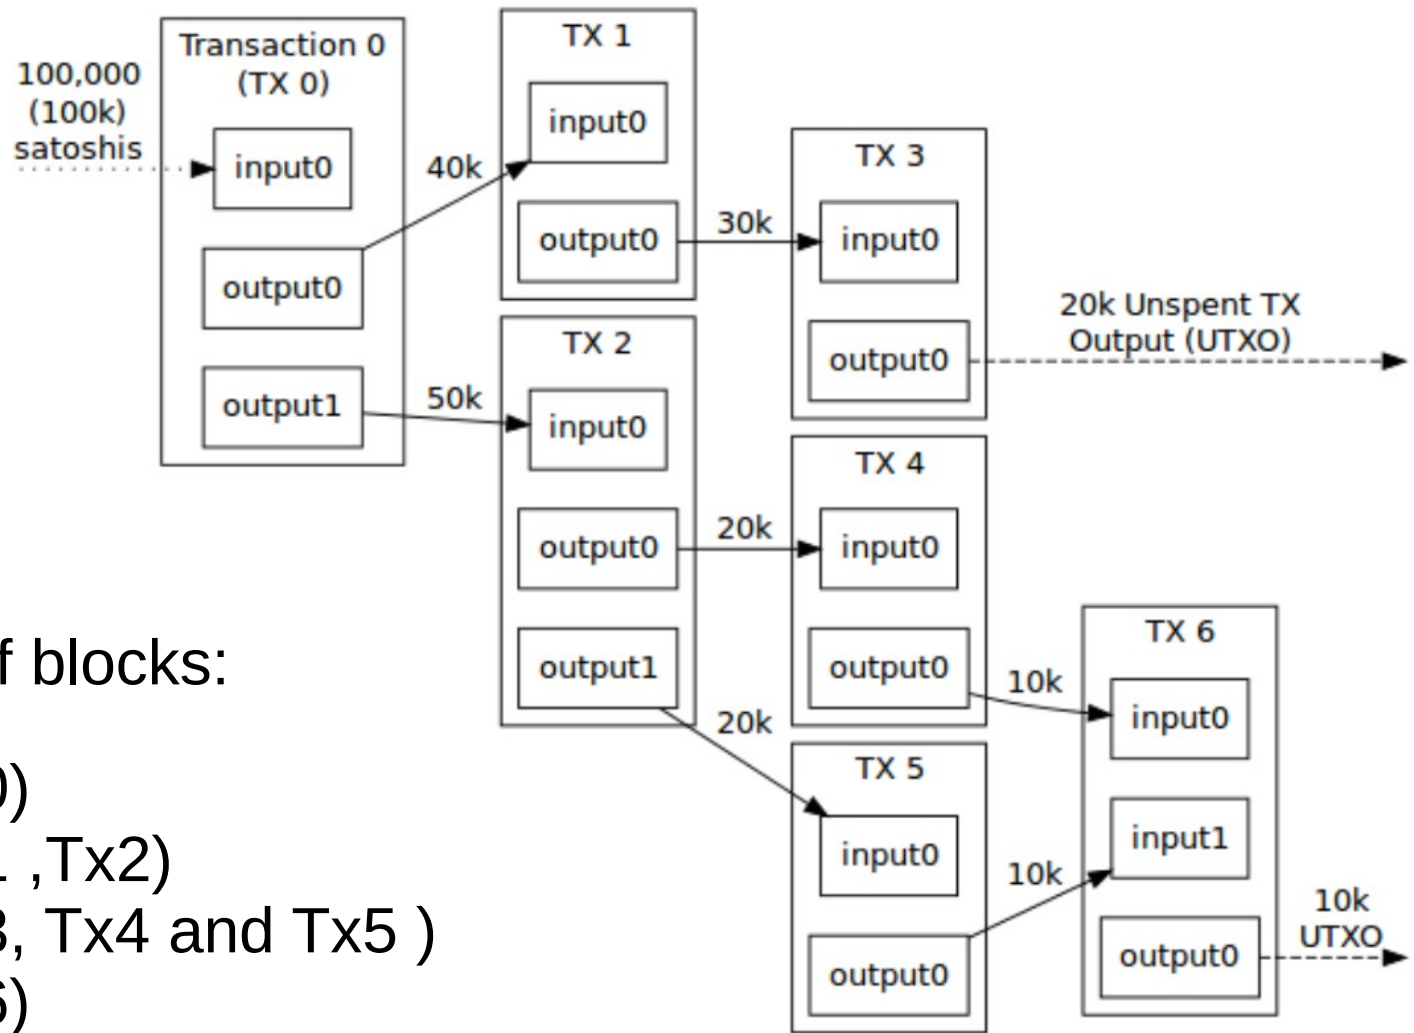 100,000
(100k)
satoshis
Transaction 0
(TX 0)
input0
output0
output1
40k
50k
TX 1
input0
output0
30k
TX 2
input0
output0
output1
20k
20k
TX 3
input0
output0
20k Unspent TX
Output (UTXO)
TX 4
input0
output0
10k
TX 5
input0
output0
10k
TX 6
input0
input1
output0
10k
UTXO
blocks:
,Tx2)
, Tx4 and Tx5 )